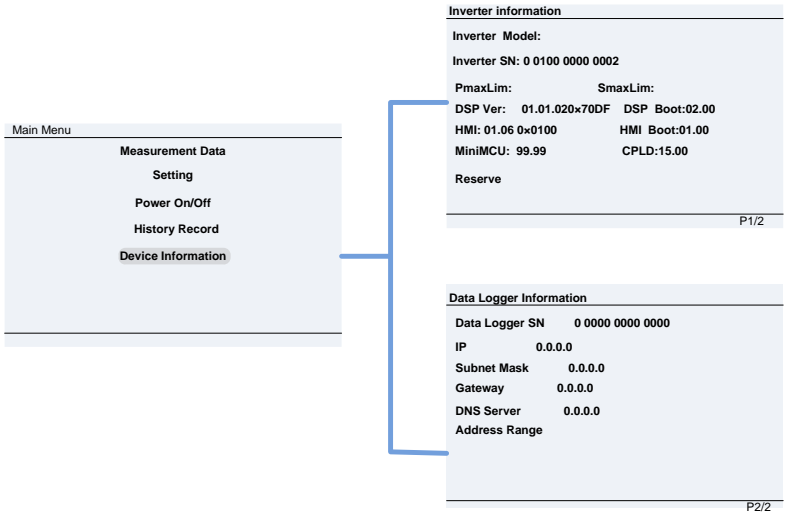 Main Menu
Measurement Data
Setting
Power On/Off
History Record
Device Information
Inverter information
Inverter Model:
Inverter SN: 0 0100 0000 0002
PmaxLim: SmaxLim:
DSP Ver: 01.01.020×70DF DSP Boot:02.00
HMI: 01.06 0×0100 HMI Boot:01.00
MiniMCU: 99.99 CPLD:15.00
Reserve
P1/2
Data Logger Information
Data Logger SN 0 0000 0000 0000
IP 0.0.0.0
Subnet Mask 0.0.0.0
Gateway 0.0.0.0
DNS Server 0.0.0.0
Address Range
P2/2